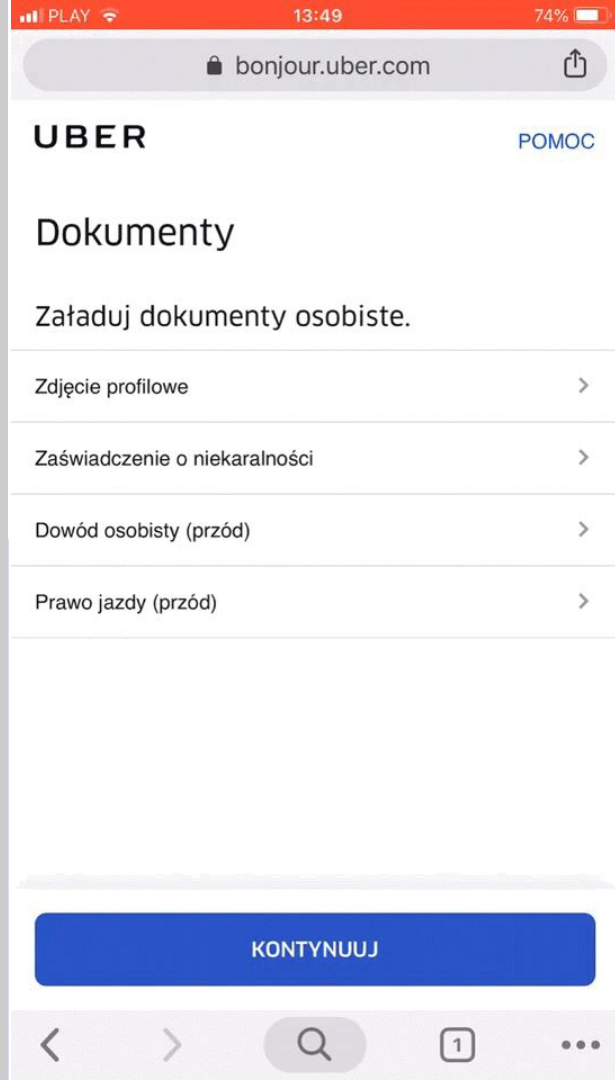 PLAY 13:49 74%
bonjour.uber.com
UBER POMOC
Dokumenty
Załaduj dokumenty osobiste.
Zdjęcie profilowe
Zaświadczenie o niekaralności
Dowód osobisty (przód)
Prawo jazdy (przód)
KONTYNUUJ
1